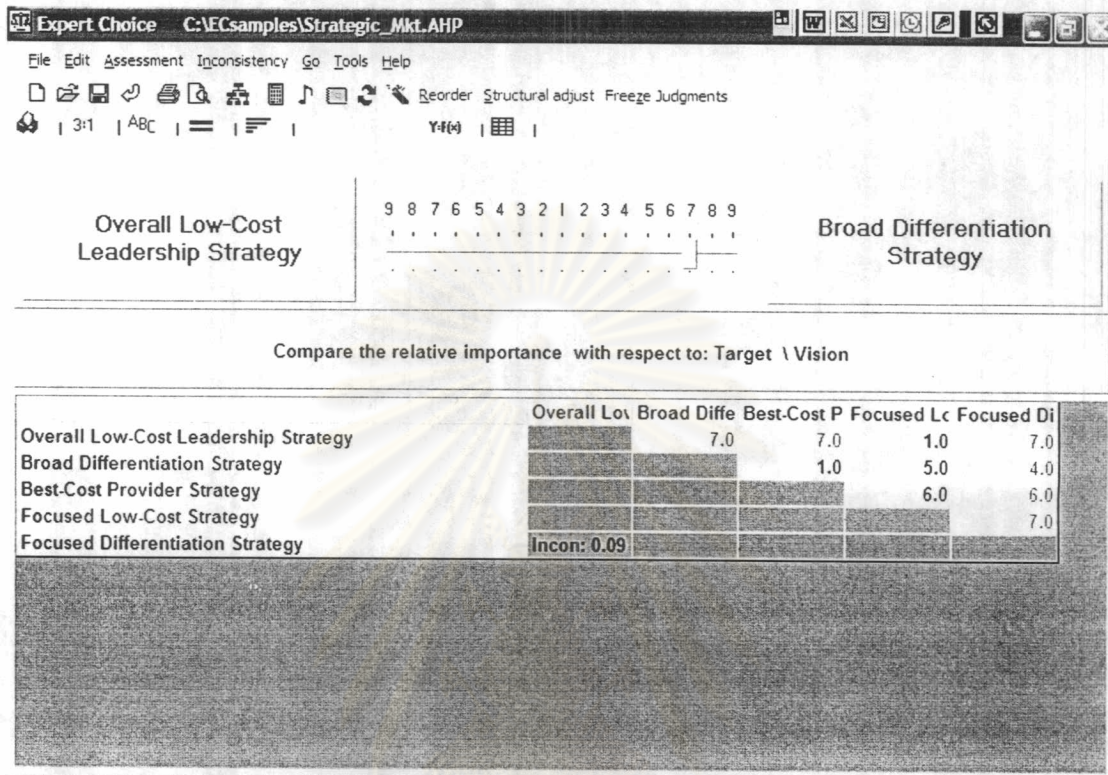 Expert Choice C:\ECsamples\Strategic_Mkt.AHP
File Edit Assessment Inconsistency Go Tools Help
Reorder Structural adjust Freeze Judgments
3:1 ABC Y=F(x)
9 8 7 6 5 4 3 2 1 2 3 4 5 6 7 8 9
Overall Low-Cost
Leadership Strategy
Broad Differentiation
Strategy
Compare the relative importance with respect to: Target \ Vision
Overall Lov Broad Diffe Best-Cost P Focused Lc Focused Di
Overall Low-Cost Leadership Strategy 7.0 7.0 1.0 7.0
Broad Differentiation Strategy 1.0 5.0 4.0
Best-Cost Provider Strategy 6.0 6.0
Focused Low-Cost Strategy 7.0
Focused Differentiation Strategy Incon: 0.09